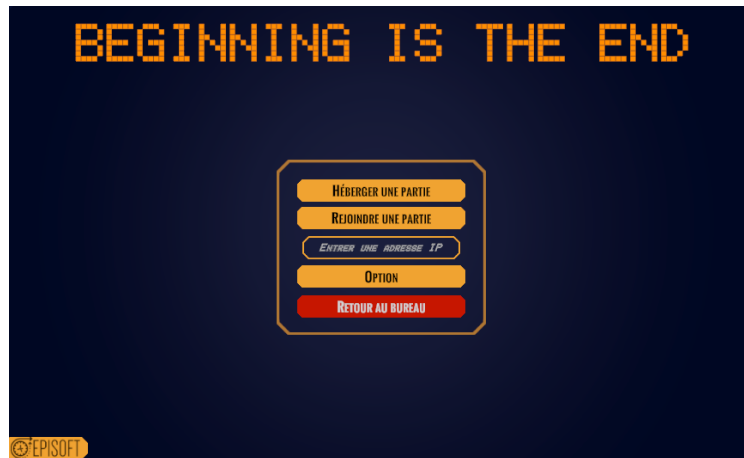 BEGINNING IS THE END
Héberger une partie
Rejoindre une partie
Entrer une adresse IP
Option
Retour au bureau
EPISOFT